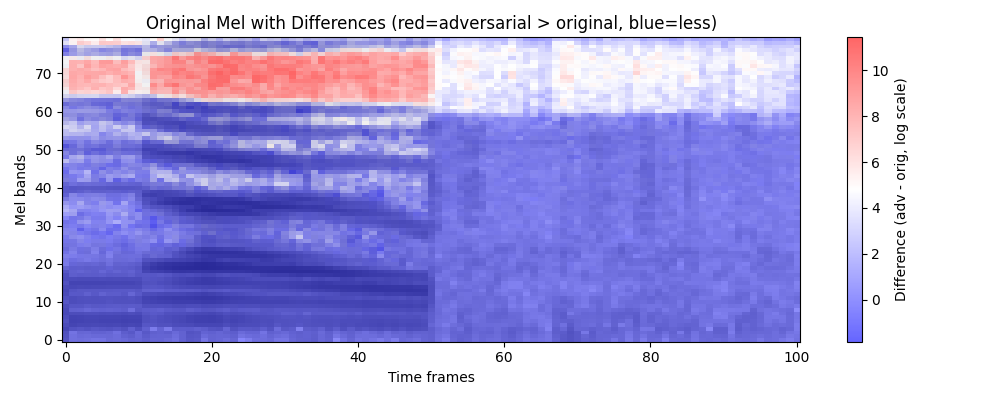 Original Mel with Differences (red=adversarial > original, blue=less)
70
60
50
40
30
20
10
0
Mel bands
0 20 40 60 80 100
Time frames
10
8
6
4
2
0
Difference (adv - orig, log scale)